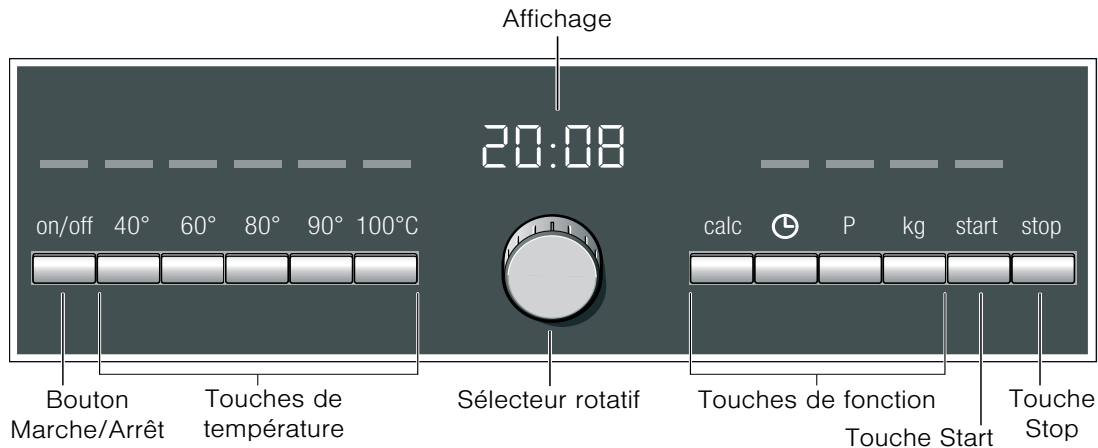 Affichage
20:08
on/off 40° 60° 80° 90° 100°C
calc P kg start stop
Bouton
Marche/Arrêt
Touches de
température
Sélecteur rotatif
Touches de fonction
Touche Start
Touche
Stop